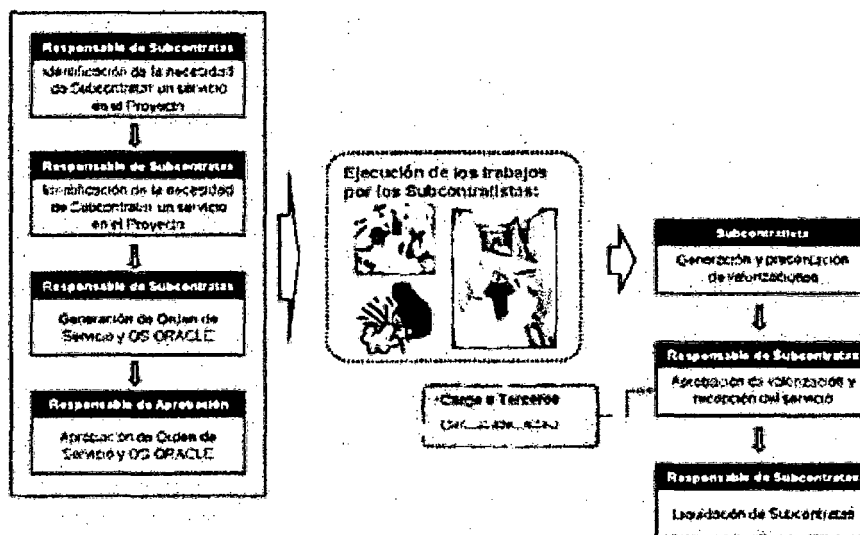 Responsable de Subcontratas
Identificación de la necesidad
de Subcontratar un servicio
en el Proyecto
Responsable de Subcontratas
Identificación de la necesidad
de Subcontratar un servicio
en el Proyecto
Responsable de Subcontratas
Generación de Orden de
Servicio y OS ORACLE
Responsable de Aprobación
Aprobación de Orden de
Servicio y OS ORACLE
Ejecución de los trabajos
por los Subcontratistas:
Subcontratista
Generación y presentación
de valorizaciones
Responsable de Subcontratas
Aprobación de valorización y
recepción del servicio
Cargo a Terceros
Responsable de Subcontratas
Liquidación de Subcontratas